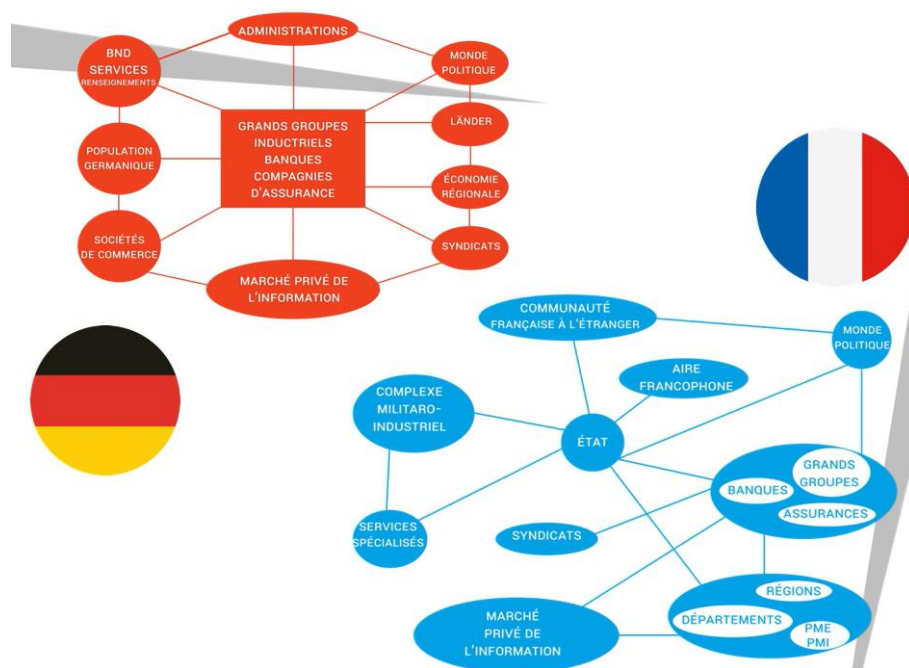 ADMINISTRATIONS
BND
SERVICES
RENSEIGNEMENTS
MONDE
POLITIQUE
GRANDS GROUPES
INDUCTRIELS
BANQUES
COMPAGNIES
D'ASSURANCE
LÄNDER
POPULATION
GERMANIQUE
ÉCONOMIE
RÉGIONALE
SOCIÉTÉS
DE COMMERCE
SYNDICATS
MARCHÉ PRIVÉ DE
L'INFORMATION
COMMUNAUTÉ
FRANÇAISE À L'ÉTRANGER
MONDE
POLITIQUE
AIRE
FRANCOPHONE
COMPLEXE
MILITARO-
INDUSTRIEL
ÉTAT
GRANDS
GROUPES
BANQUES
ASSURANCES
SERVICES
SPÉCIALISÉS
SYNDICATS
RÉGIONS
DÉPARTEMENTS
PME
PMI
MARCHÉ
PRIVÉ DE
L'INFORMATION